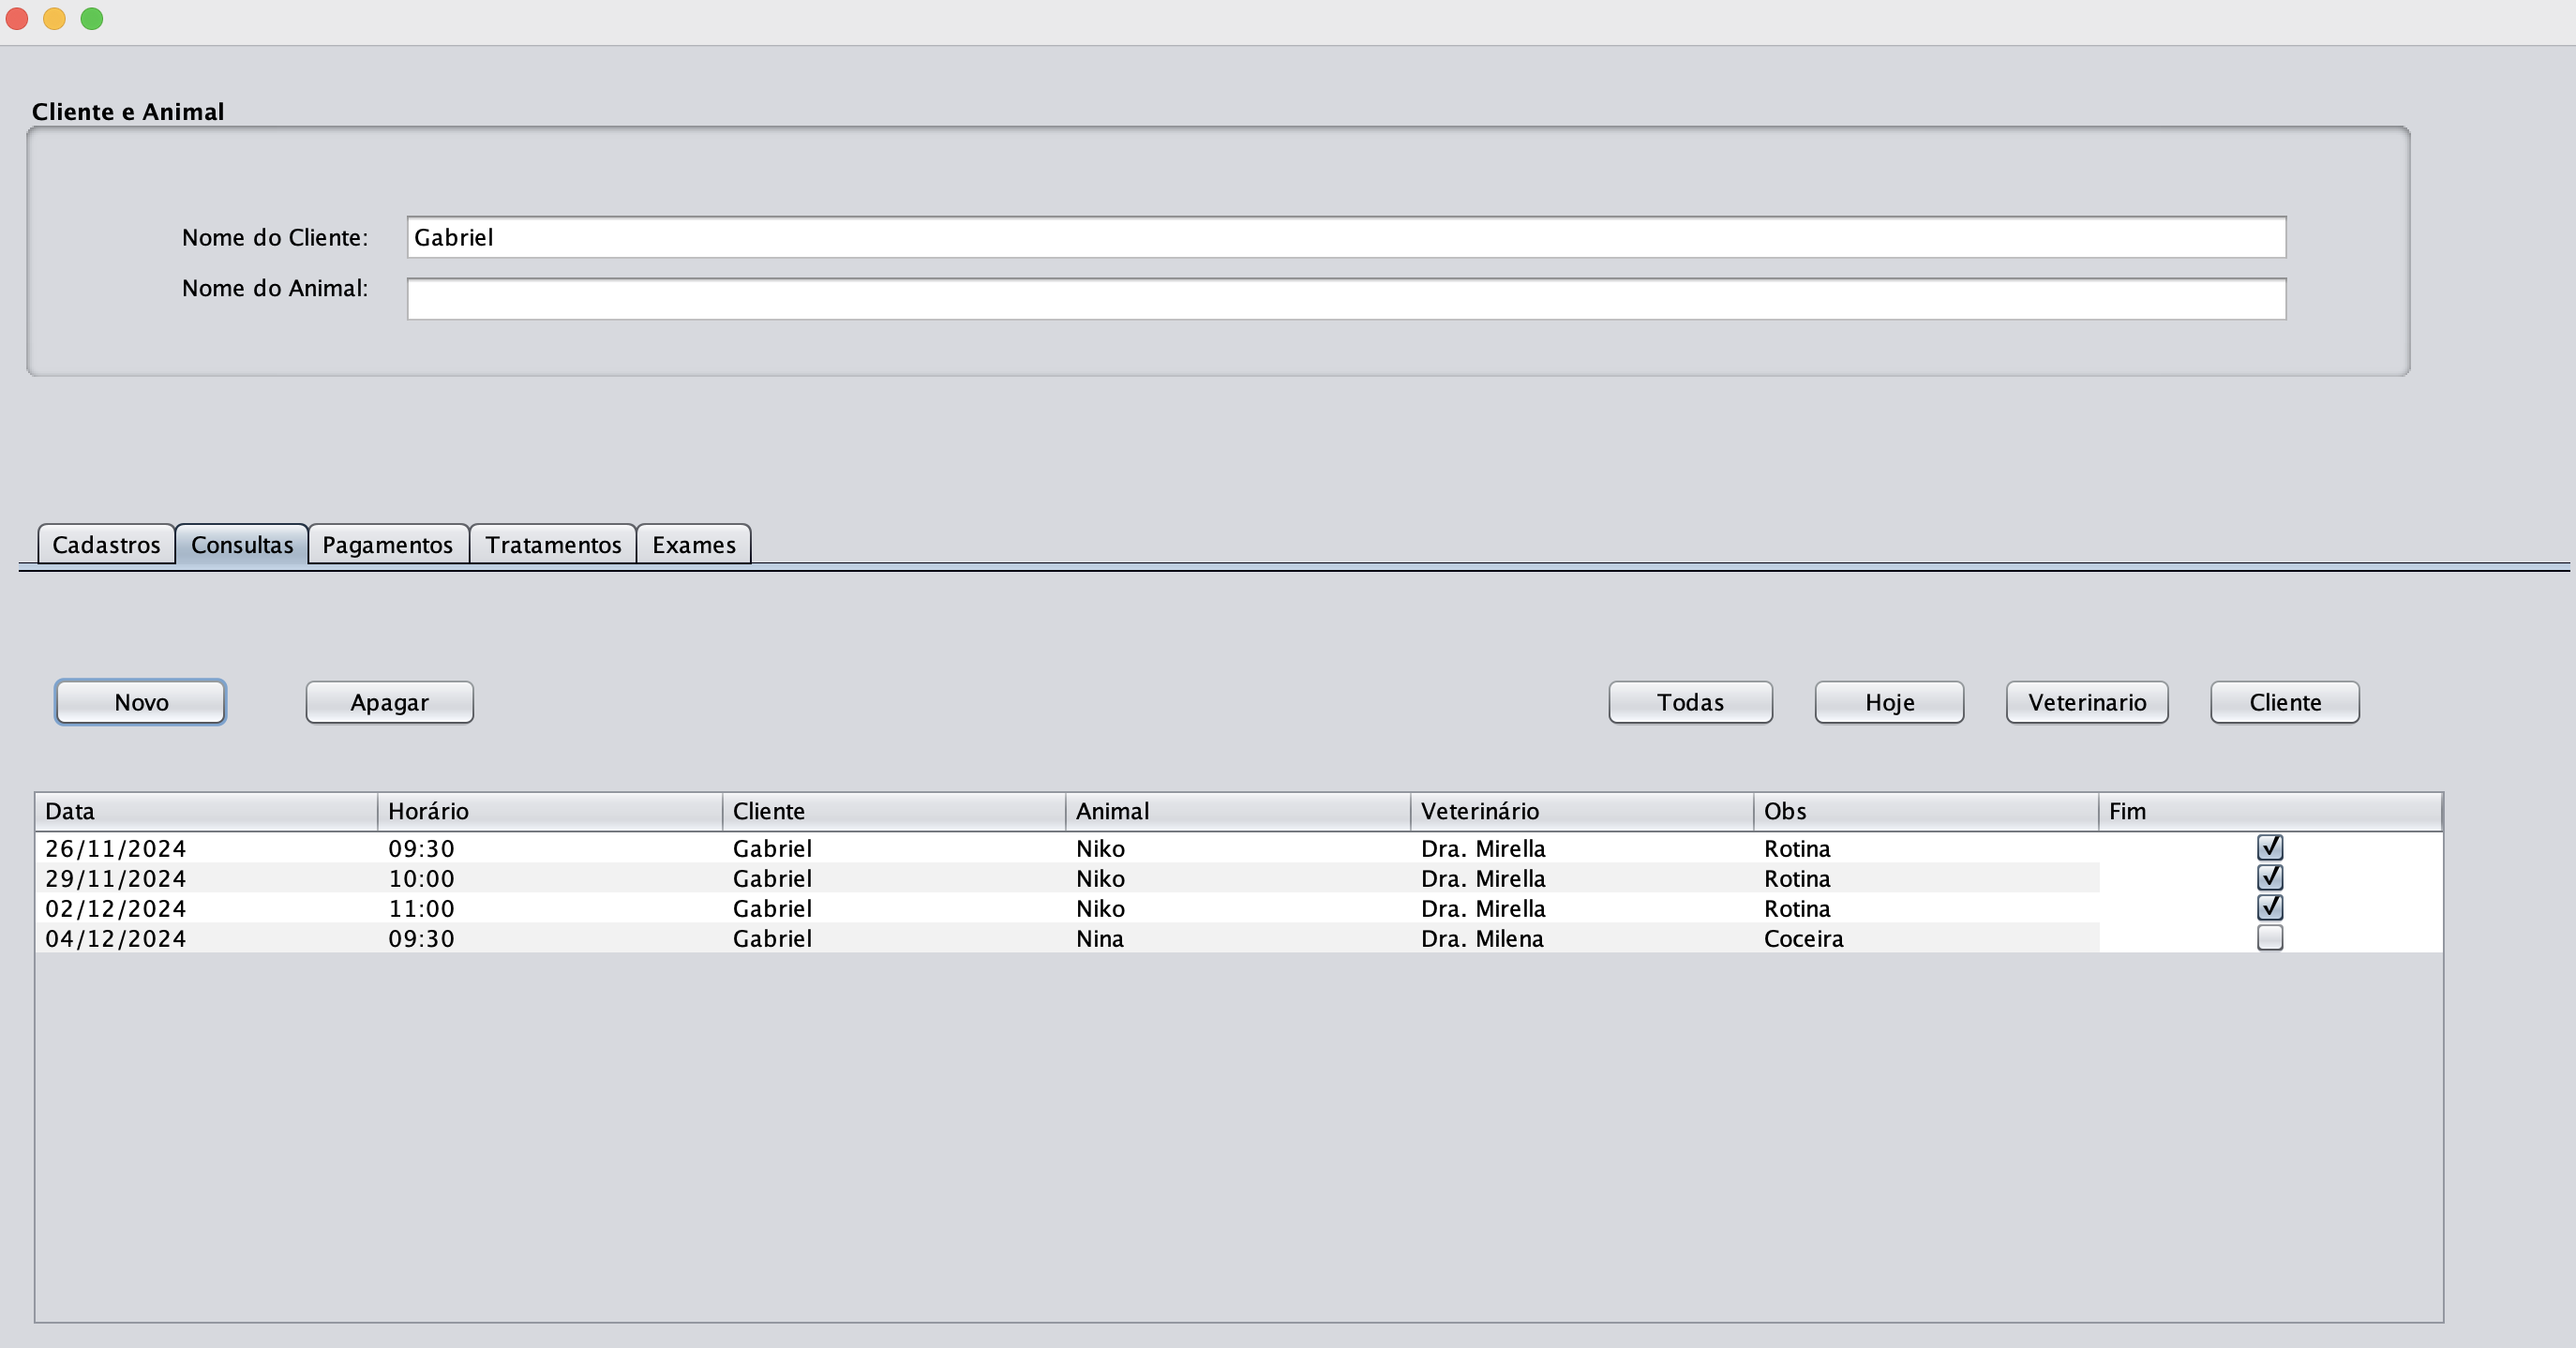 Cliente e Animal
Nome do Cliente: Gabriel
Nome do Animal:
Cadastros Consultas Pagamentos Tratamentos Exames
Novo Apagar Todas Hoje Veterinario Cliente
Data Horário Cliente Animal Veterinário Obs Fim
26/11/2024 09:30 Gabriel Niko Dra. Mirella Rotina
29/11/2024 10:00 Gabriel Niko Dra. Mirella Rotina
02/12/2024 11:00 Gabriel Niko Dra. Mirella Rotina
04/12/2024 09:30 Gabriel Nina Dra. Milena Coceira